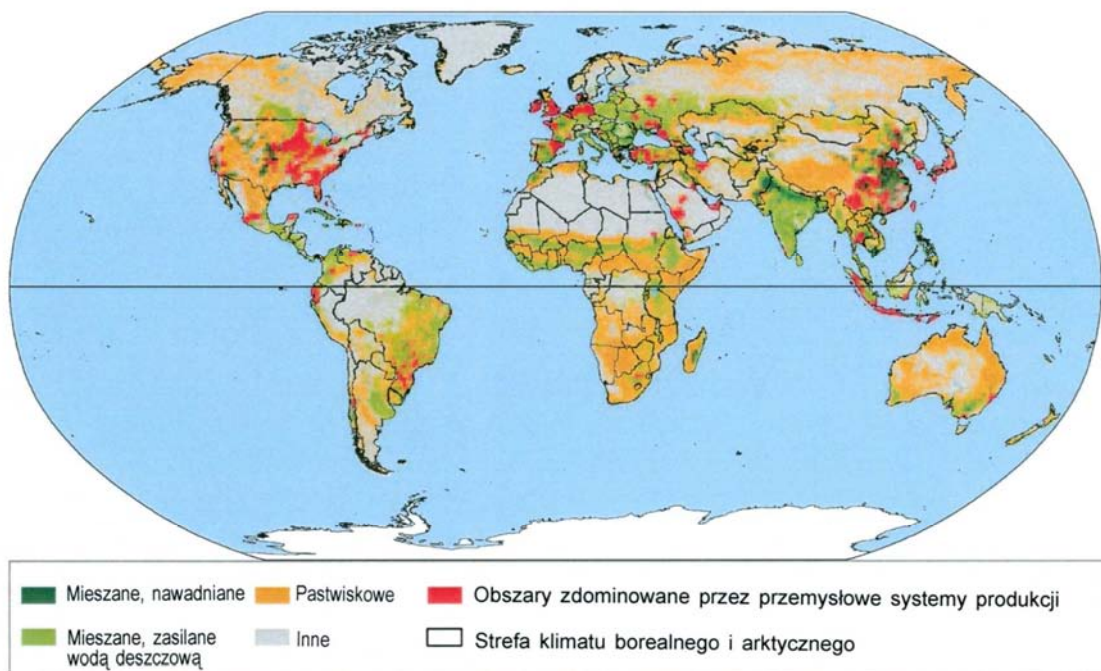 Mieszane, nawadniane
Pastwiskowe
Obszary zdominowane przez przemysłowe systemy produkcji
Mieszane, zasilane
wodą deszczową
Inne
Strefa klimatu borealnego i arktycznego